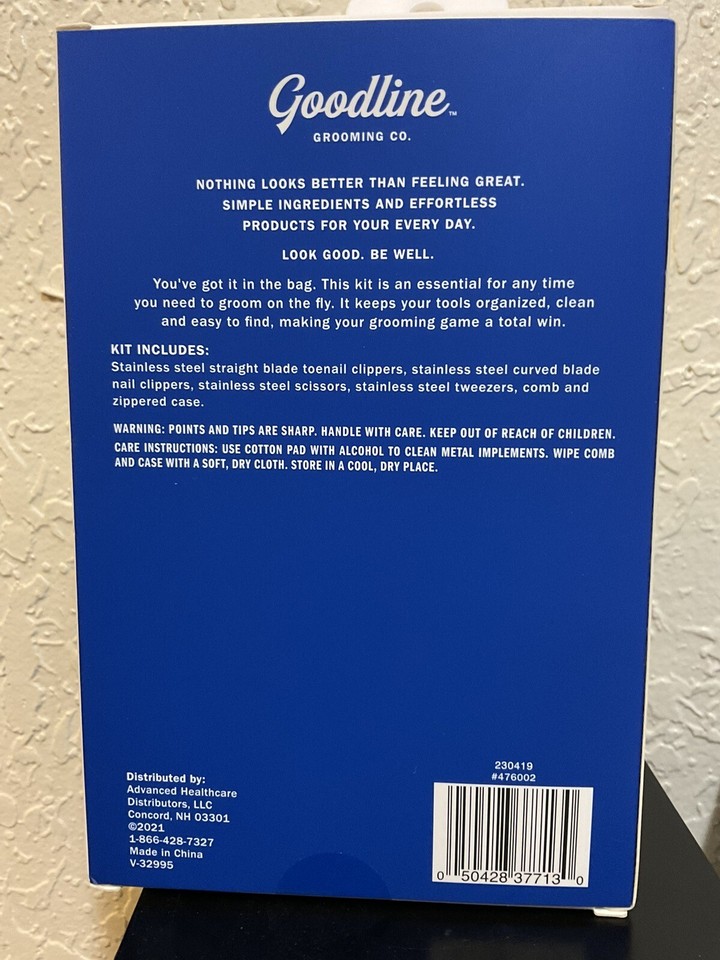 Goodline™
GROOMING CO.
NOTHING LOOKS BETTER THAN FEELING GREAT.
SIMPLE INGREDIENTS AND EFFORTLESS
PRODUCTS FOR YOUR EVERY DAY.
LOOK GOOD. BE WELL.
You've got it in the bag. This kit is an essential for any time
you need to groom on the fly. It keeps your tools organized, clean
and easy to find, making your grooming game a total win.
KIT INCLUDES:
Stainless steel straight blade toenail clippers, stainless steel curved blade
nail clippers, stainless steel scissors, stainless steel tweezers, comb and
zippered case.
WARNING: POINTS AND TIPS ARE SHARP. HANDLE WITH CARE. KEEP OUT OF REACH OF CHILDREN.
CARE INSTRUCTIONS: USE COTTON PAD WITH ALCOHOL TO CLEAN METAL IMPLEMENTS. WIPE COMB
AND CASE WITH A SOFT, DRY CLOTH. STORE IN A COOL, DRY PLACE.
Distributed by:
Advanced Healthcare
Distributors, LLC
Concord, NH 03301
©2021
1-866-428-7327
Made in China
V-32995
230419
#476002
0 50428 37713 0